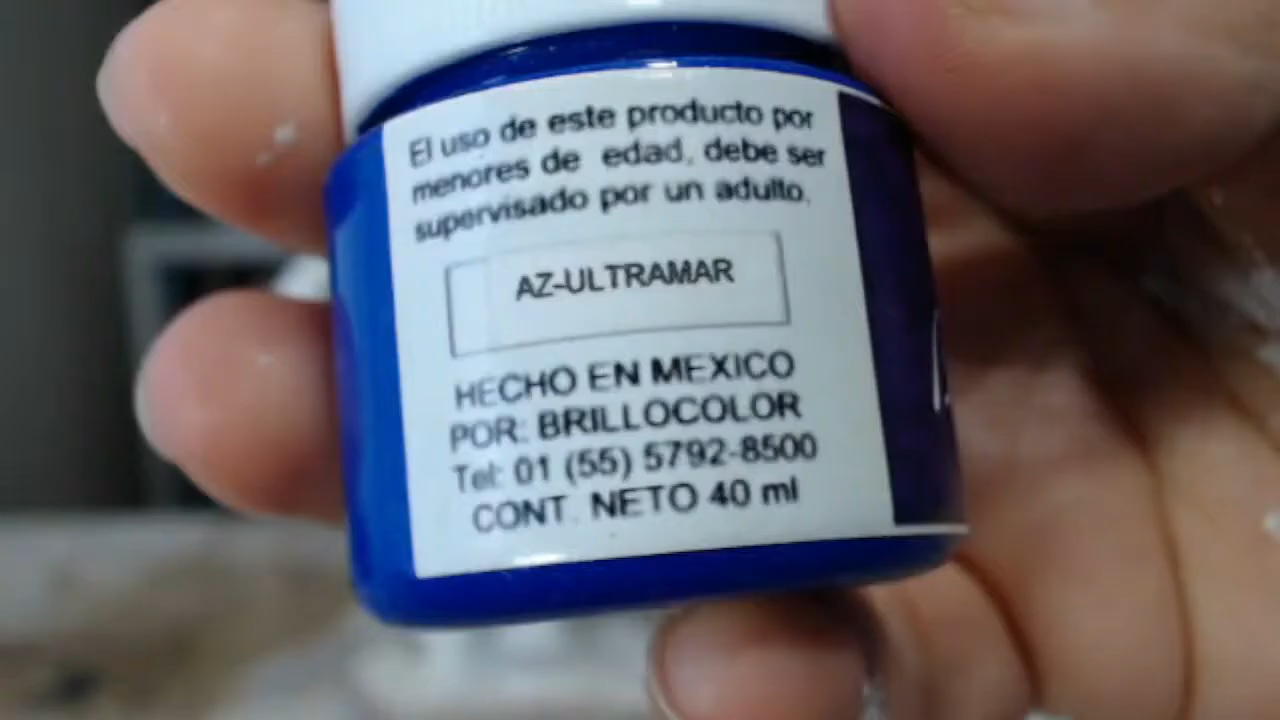 El uso de este producto por
menores de edad, debe ser
supervisado por un adulto.
AZ-ULTRAMAR
HECHO EN MEXICO
POR: BRILLOCOLOR
Tel: 01 (55) 5792-8500
CONT. NETO 40 ml